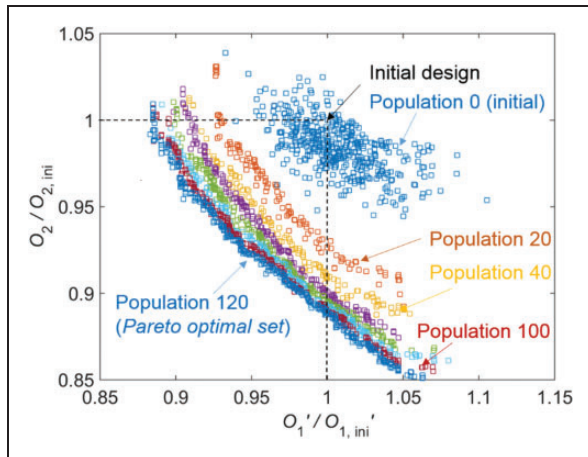 1.05
Initial design
Population 0 (initial)
1
O2 / O2, ini
0.95
Population 20
Population 40
0.9
Population 120
(Pareto optimal set)
Population 100
0.85
0.85 0.9 0.95 1 1.05 1.1 1.15
O1' / O1, ini'